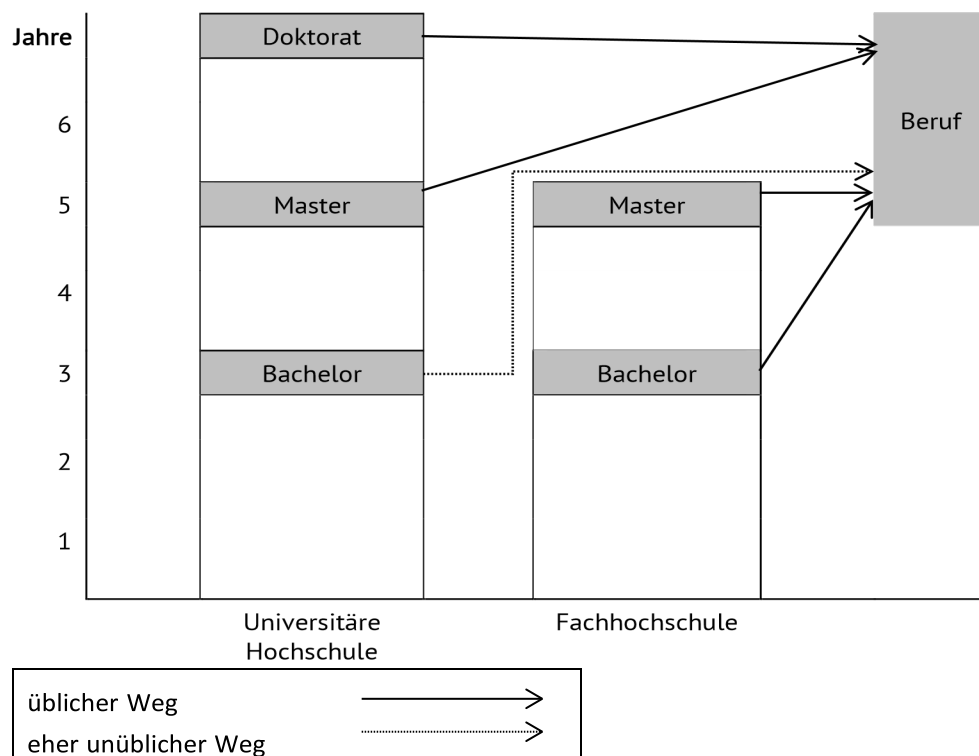 Jahre
Doktorat
6
Beruf
5
Master
Master
4
3
Bachelor
Bachelor
2
1
Universitäre
Hochschule
Fachhochschule
üblicher Weg
eher unüblicher Weg